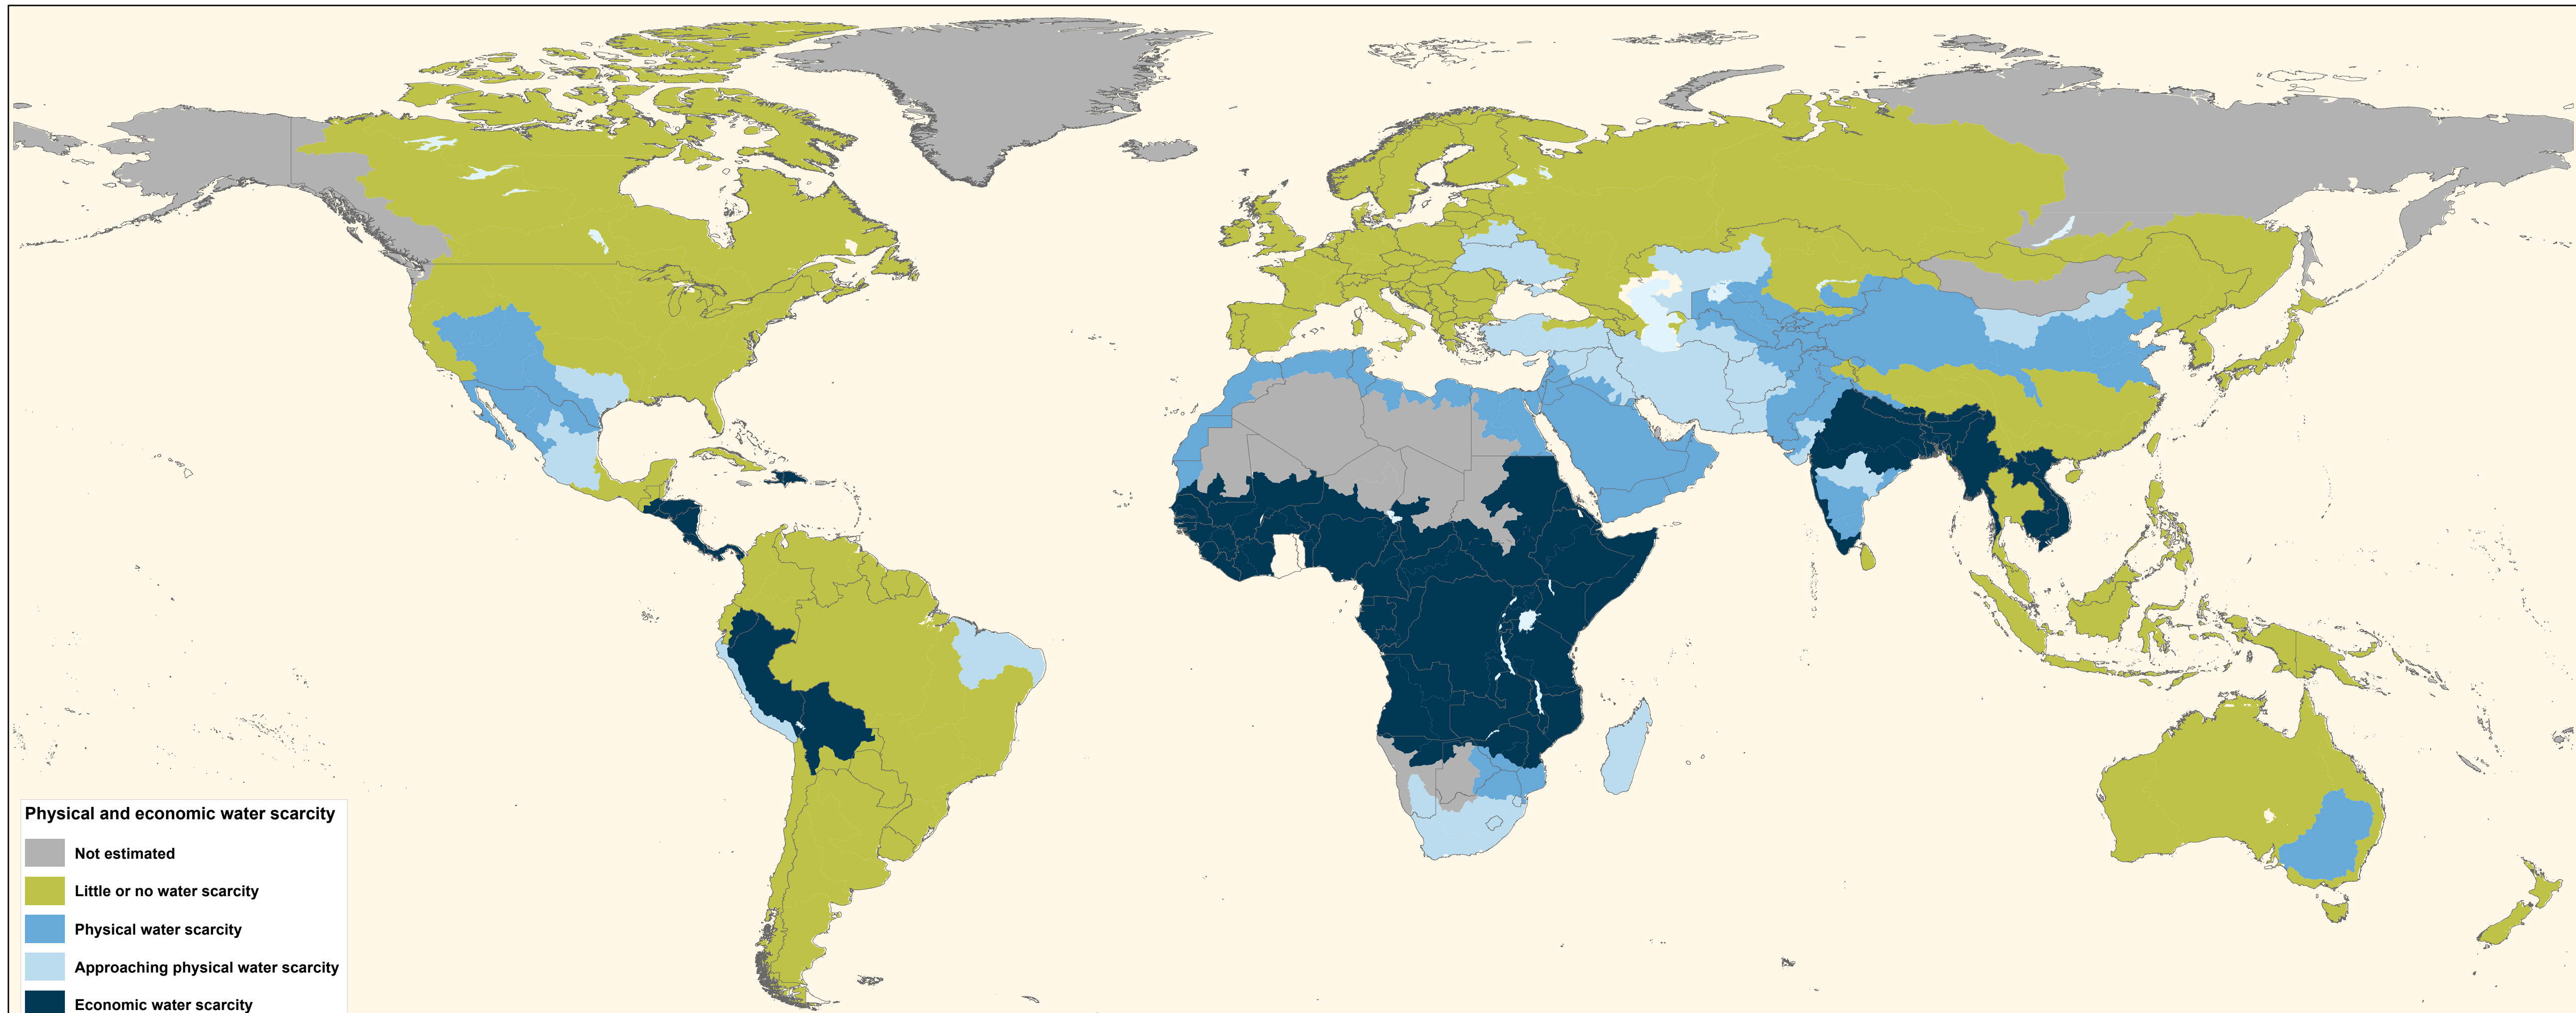 Physical and economic water scarcity
Not estimated
Little or no water scarcity
Physical water scarcity
Approaching physical water scarcity
Economic water scarcity